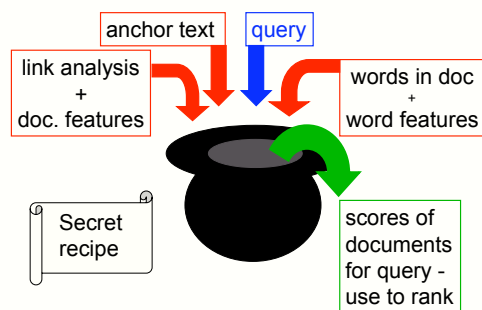 anchor text
query
link analysis
+
doc. features
words in doc
+
word features
Secret
recipe
scores of
documents
for query -
use to rank